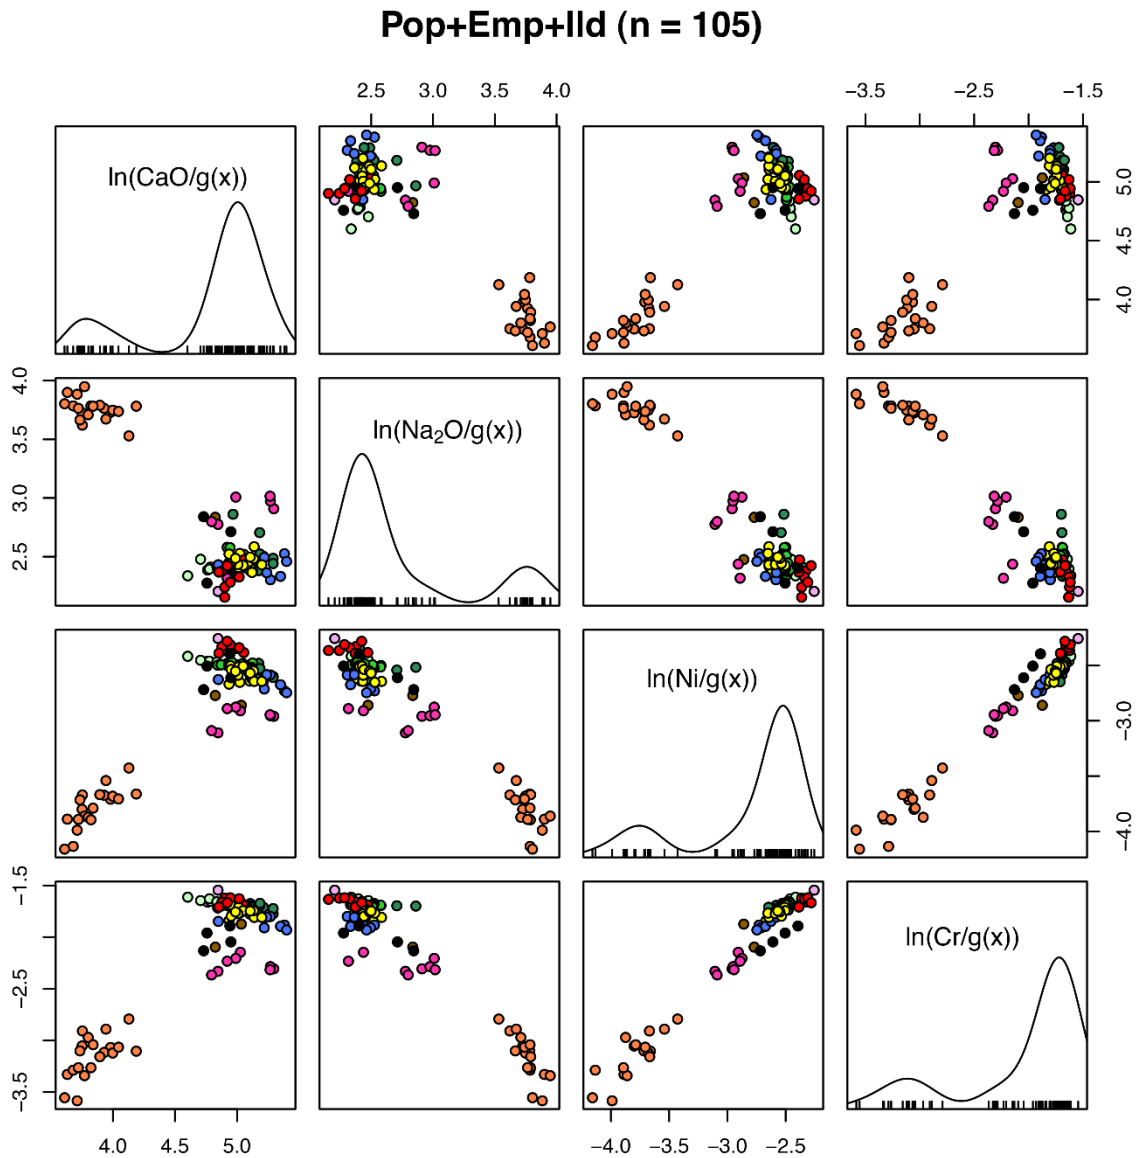 Pop+Emp+Ild (n = 105)
2.5 3.0 3.5 4.0
−3.5 −2.5 −1.5
ln(CaO/g(x))
5.0
4.5
4.0
4.0
3.5
3.0
2.5
ln(Na₂O/g(x))
ln(Ni/g(x))
−3.0
−4.0
−1.5
−2.5
−3.5
ln(Cr/g(x))
4.0 4.5 5.0
−4.0 −3.5 −3.0 −2.5